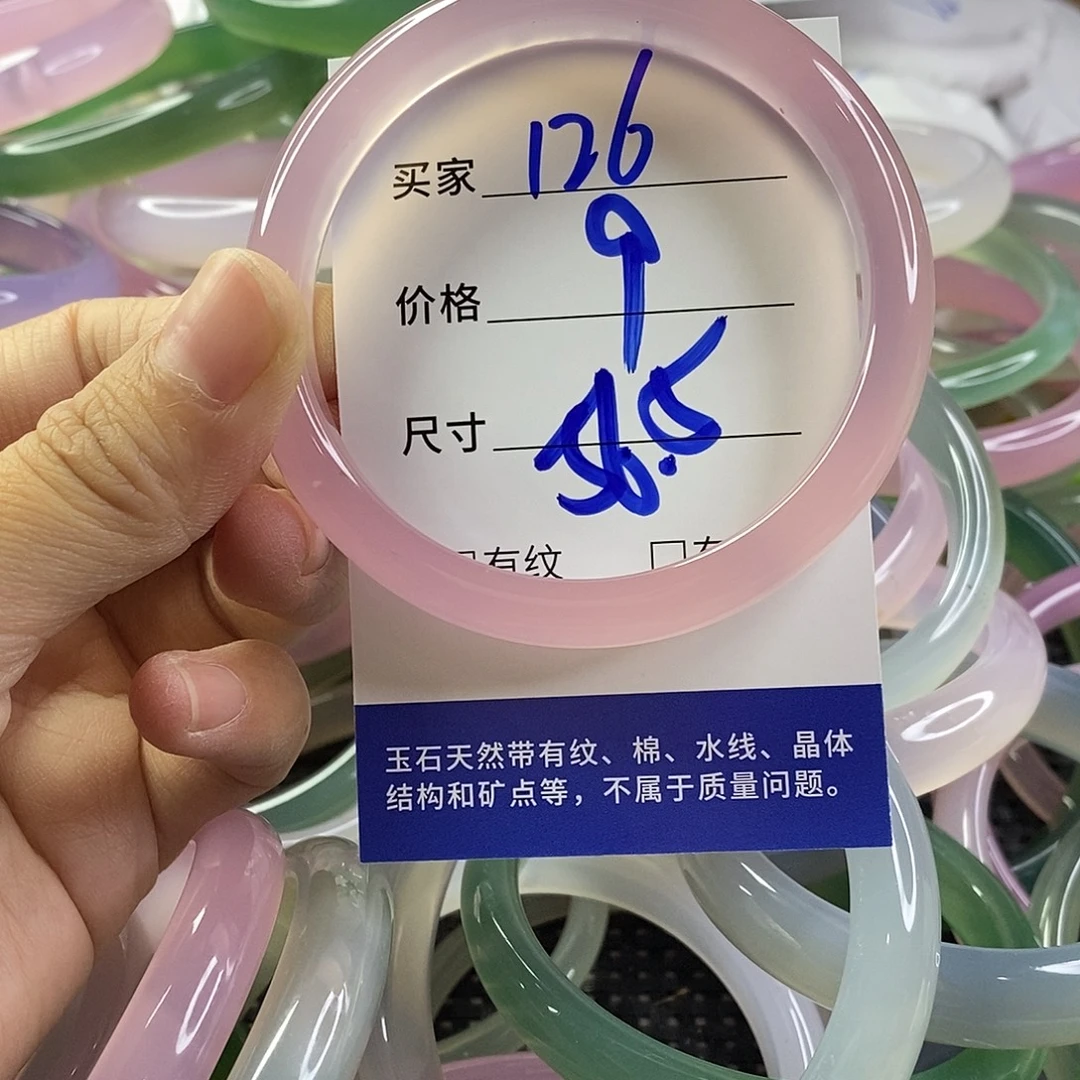 买家 126
价格 9
尺寸 56.5
有纹 □有
玉石天然带有纹、棉、水线、晶体
结构和矿点等，不属于质量问题。